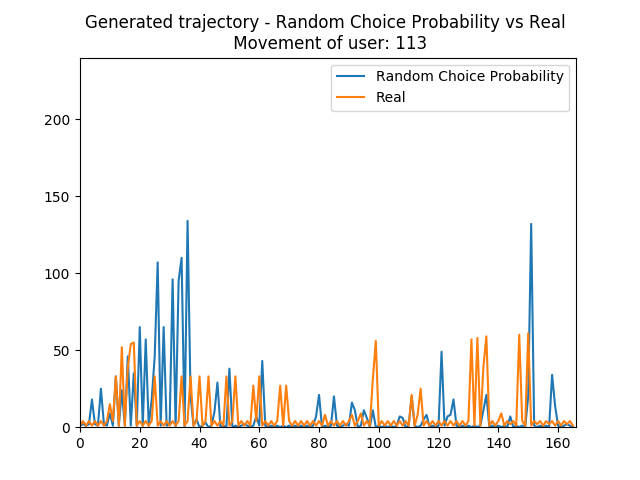 Generated trajectory - Random Choice Probability vs Real
Movement of user: 113
Random Choice Probability
Real
200
150
100
50
0
0 20 40 60 80 100 120 140 160